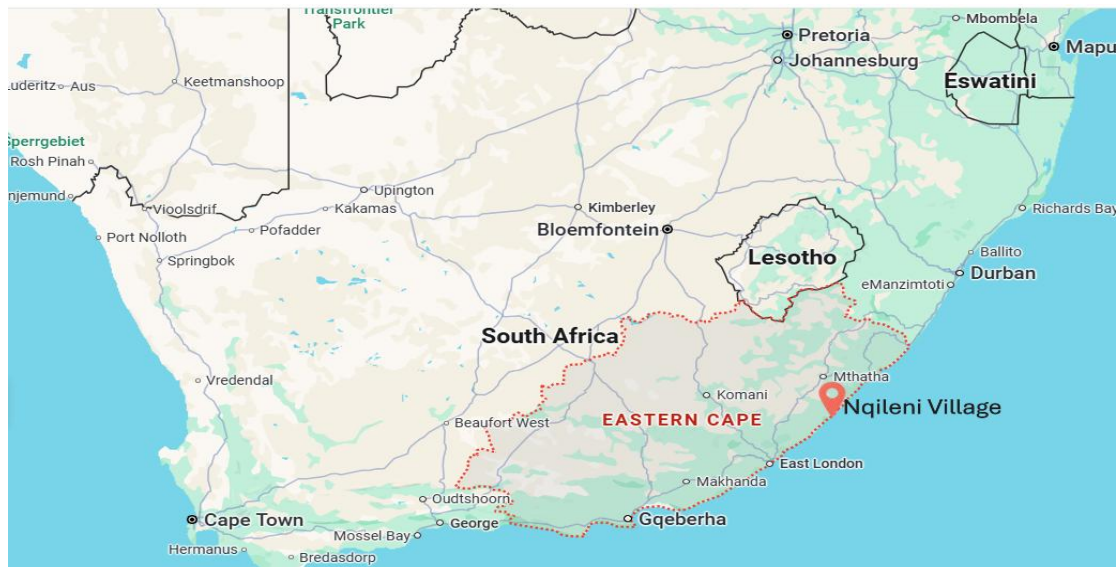 Transfrontier
Park
Mbombela
Pretoria
Mapu
Johannesburg
Eswatini
Luderitz
Aus
Keetmanshoop
Sperrgebiet
Rosh Pinah
njemund
Vioolsdrif
Upington
Kakamas
Kimberley
Port Nolloth
Pofadder
Bloemfontein
Richards Bay
Springbok
Lesotho
Ballito
Durban
eManzimtoti
South Africa
Vredendal
Mthatha
Komani
Nqileni Village
Beaufort West
EASTERN CAPE
East London
Makhanda
Oudtshoorn
Cape Town
George
Gqeberha
Mossel Bay
Hermanus
Bredasdorp